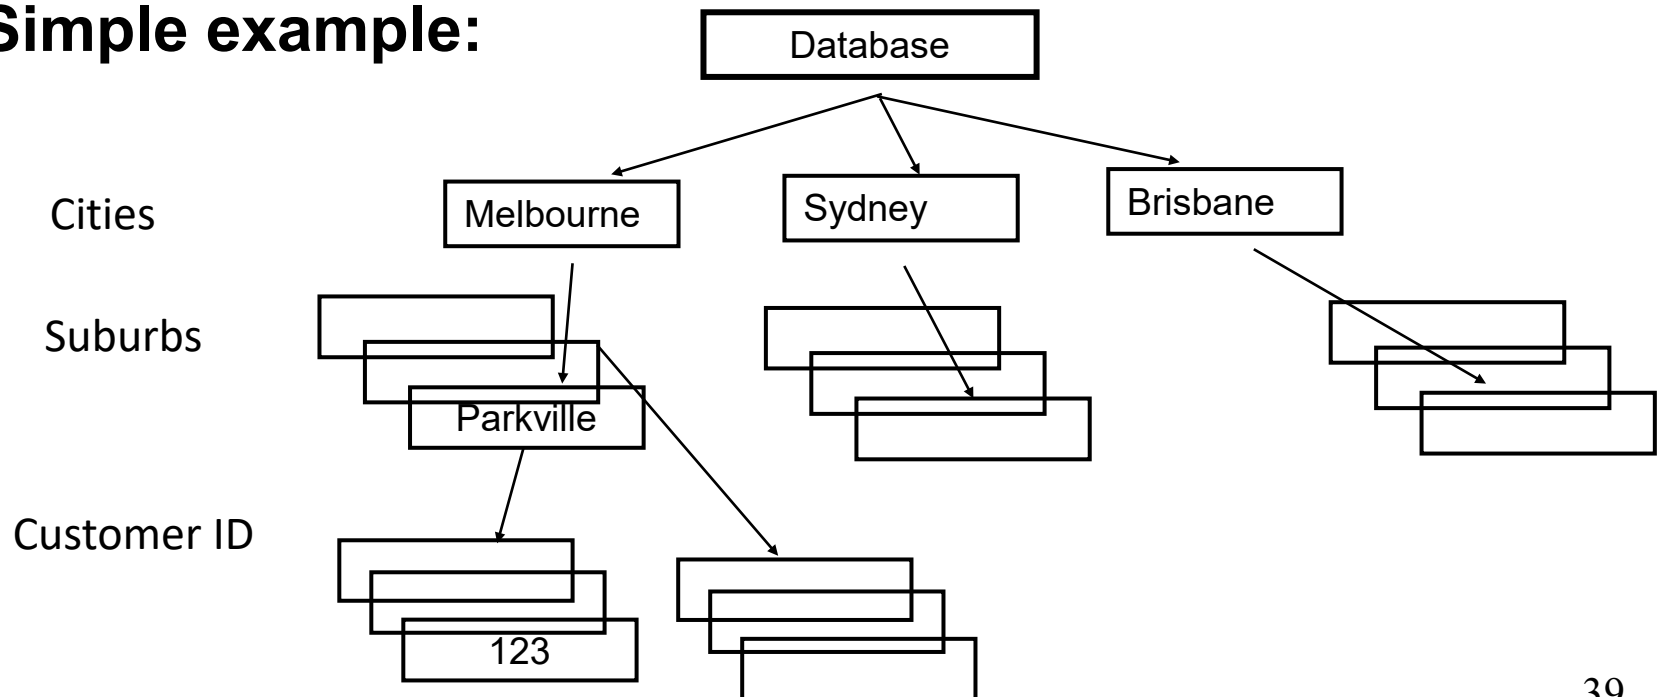 Simple example:
Database
Cities
Melbourne
Sydney
Brisbane
Suburbs
Parkville
Customer ID
123
39